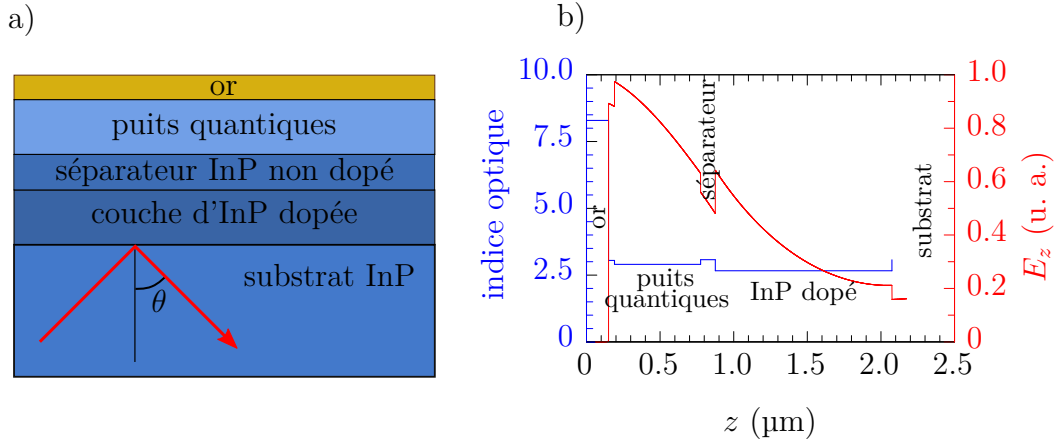 a)
or
puits quantiques
séparateur InP non dopé
couche d'InP dopée
substrat InP
θ
b)
indice optique
10.0
7.5
5.0
2.5
0
or
puits
quantiques
séparateur
InP dopé
substrat
1.0
0.8
0.6
0.4
0.2
0
E_z (u. a.)
0 0.5 1.0 1.5 2.0 2.5
z (µm)